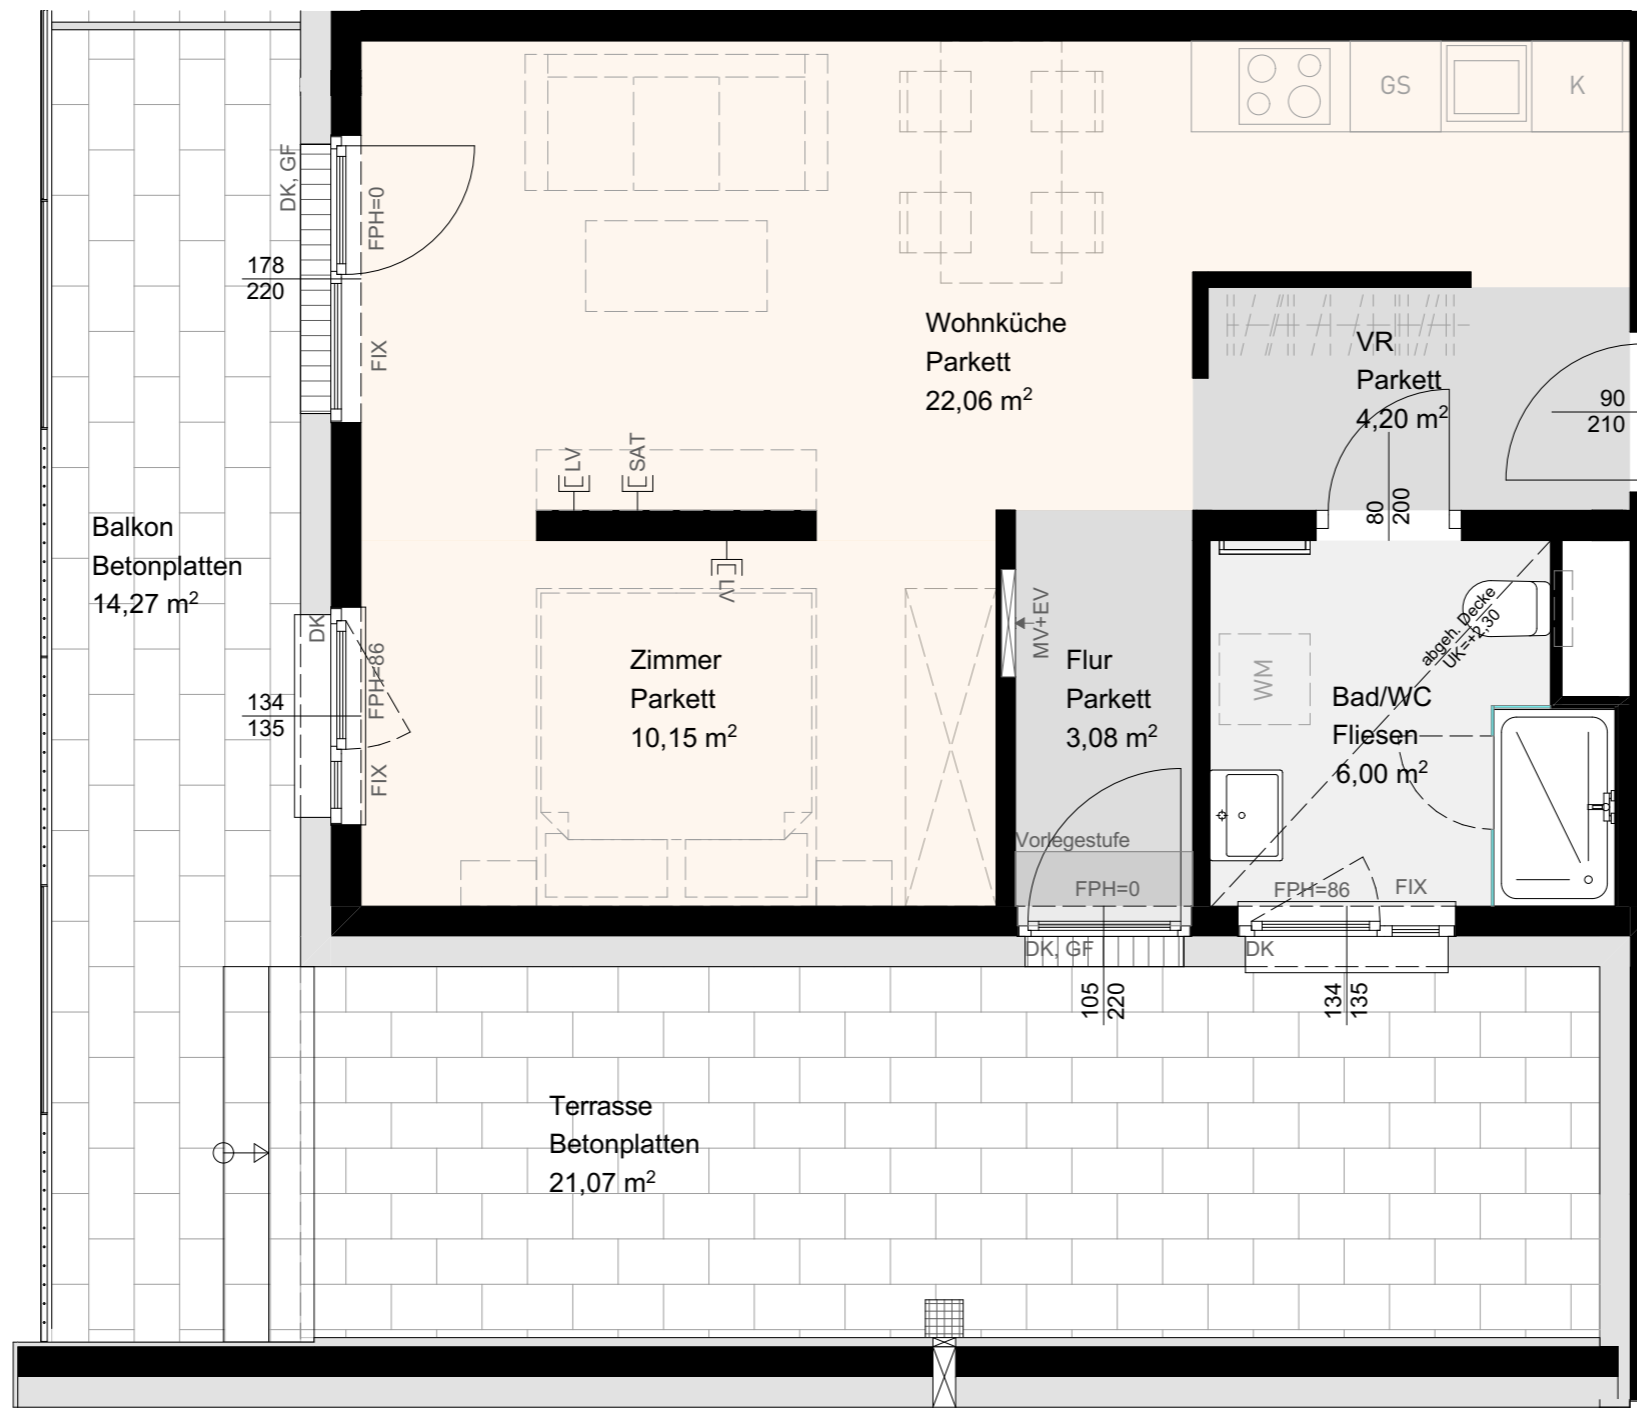 GS
K
DK, GF
FPH=0
178
220
FIX
Wohnküche
Parkett
22,06 m²
VR
Parkett
4,20 m²
90
210
LV
SAT
80
200
Balkon
Betonplatten
14,27 m²
LV
DK
FPH=86
134
135
FIX
Zimmer
Parkett
10,15 m²
MV+EV
Flur
Parkett
3,08 m²
abgeh. Decke
UK=+2,30
WM
Bad/WC
Fliesen
6,00 m²
Vorlegestufe
FPH=0
FPH=86
FIX
DK, GF
DK
105
220
134
135
Terrasse
Betonplatten
21,07 m²